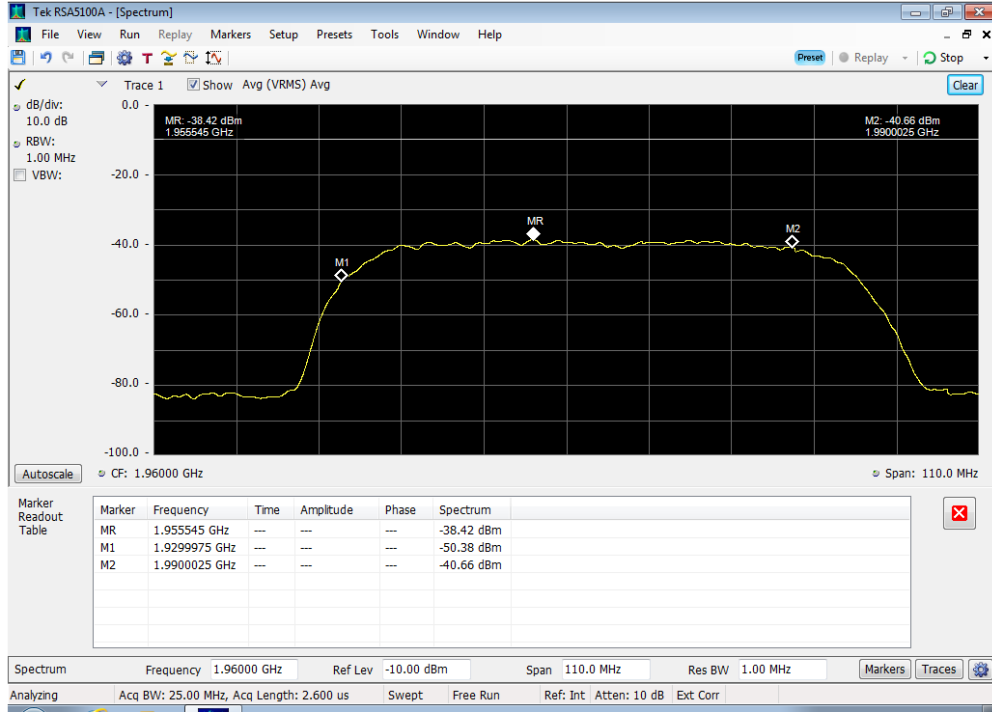 Tek RSA5100A - [Spectrum]
File View Run Replay Markers Setup Presets Tools Window Help
T Preset Replay Stop
Trace 1 Show Avg (VRMS) Avg Clear
dB/div:
10.0 dB
RBW:
1.00 MHz
VBW:
0.0
-20.0
-40.0
-60.0
-80.0
-100.0
MR: -38.42 dBm
1.955545 GHz
M2: -40.66 dBm
1.9900025 GHz
MR
M2
M1
Autoscale CF: 1.96000 GHz Span: 110.0 MHz
Marker
Readout
Table
Marker Frequency Time Amplitude Phase Spectrum
MR 1.955545 GHz --- --- --- -38.42 dBm
M1 1.9299975 GHz --- --- --- -50.38 dBm
M2 1.9900025 GHz --- --- --- -40.66 dBm
Spectrum Frequency 1.96000 GHz Ref Lev -10.00 dBm Span 110.0 MHz Res BW 1.00 MHz Markers Traces
Analyzing Acq BW: 25.00 MHz, Acq Length: 2.600 us Swept Free Run Ref: Int Atten: 10 dB Ext Corr